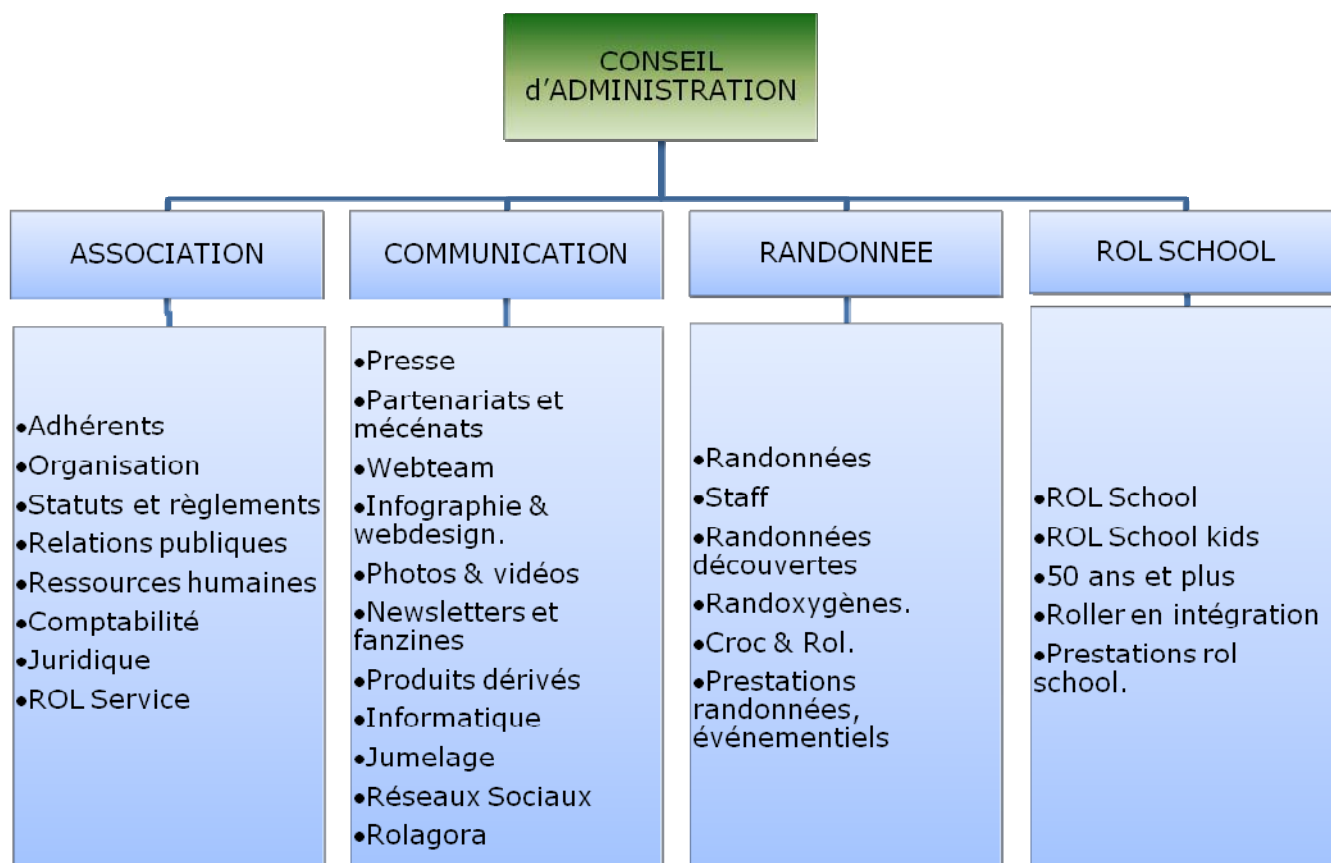 CONSEIL
d'ADMINISTRATION
ASSOCIATION
•Adhérents
•Organisation
•Statuts et règlements
•Relations publiques
•Ressources humaines
•Comptabilité
•Juridique
•ROL Service
COMMUNICATION
•Presse
•Partenariats et
mécénats
•Webteam
•Infographie &
webdesign.
•Photos & vidéos
•Newsletters et
fanzines
•Produits dérivés
•Informatique
•Jumelage
•Réseaux Sociaux
•Rolagora
RANDONNEE
•Randonnées
•Staff
•Randonnées
découvertes
•Randoxygènes.
•Croc & Rol.
•Prestations
randonnées,
événementiels
ROL SCHOOL
•ROL School
•ROL School kids
•50 ans et plus
•Roller en intégration
•Prestations rol
school.